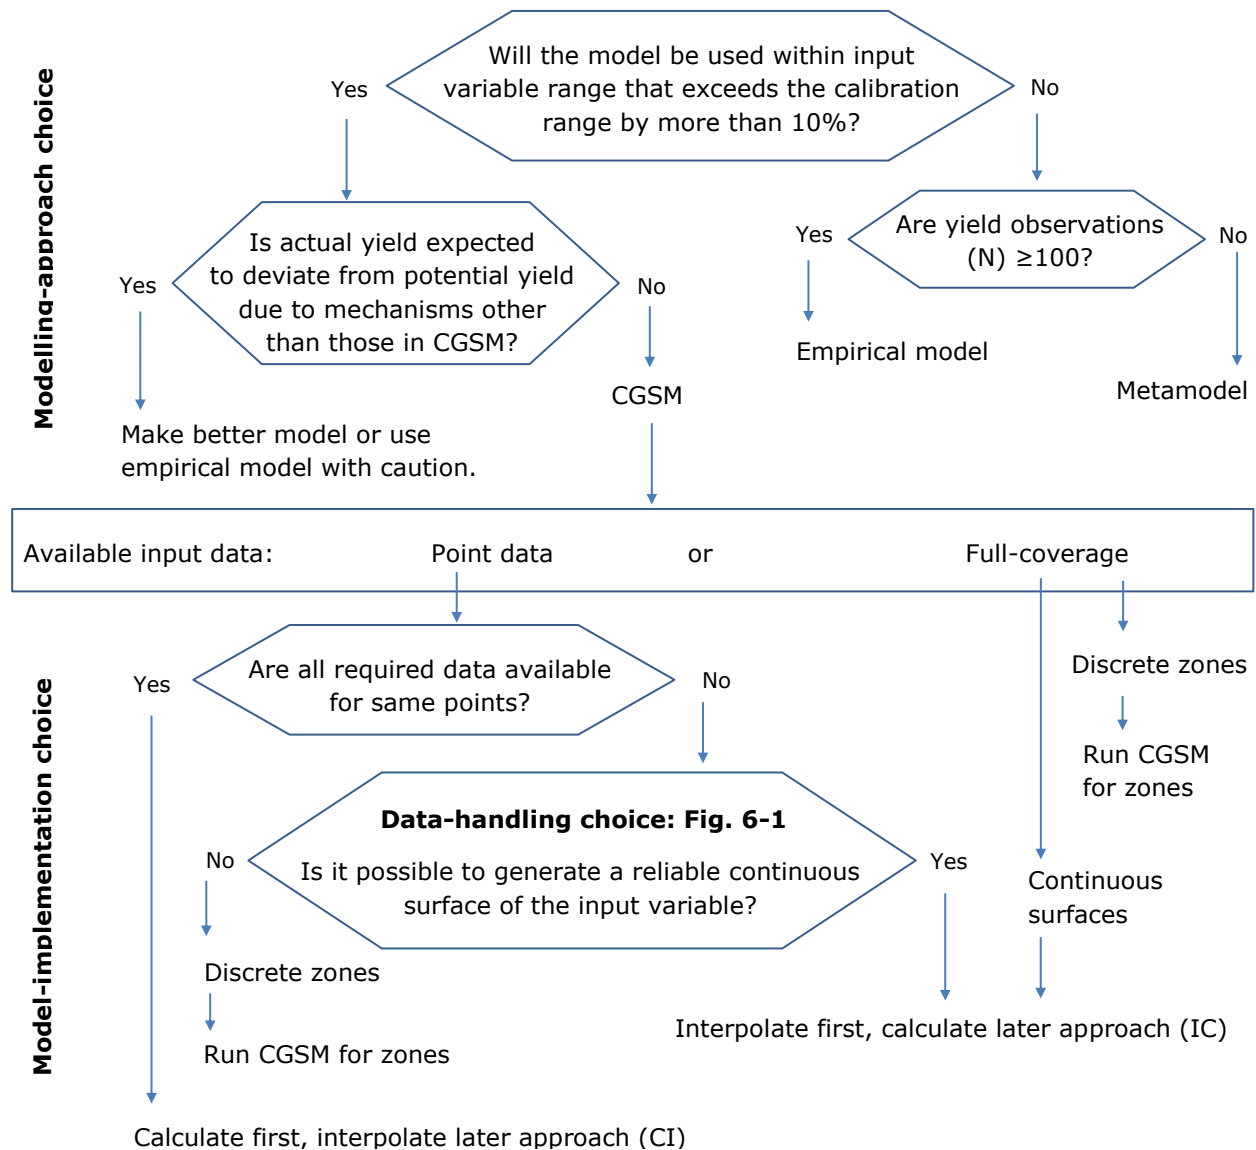 Modelling-approach choice
Will the model be used within input
variable range that exceeds the calibration
range by more than 10%?
Yes
No
Is actual yield expected
to deviate from potential yield
due to mechanisms other
than those in CGSM?
Yes
No
Are yield observations
(N) ≥100?
Yes
No
Empirical model
Metamodel
CGSM
Make better model or use
empirical model with caution.
Available input data:
Point data
or
Full-coverage
Model-implementation choice
Are all required data available
for same points?
Yes
No
Discrete zones
Run CGSM
for zones
Data-handling choice: Fig. 6-1
Is it possible to generate a reliable continuous
surface of the input variable?
No
Yes
Continuous
surfaces
Discrete zones
Run CGSM for zones
Interpolate first, calculate later approach (IC)
Calculate first, interpolate later approach (CI)